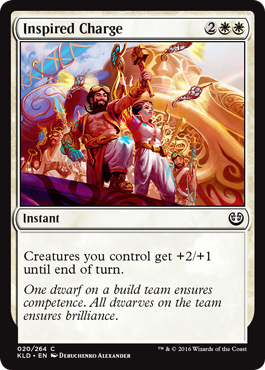 Inspired Charge 2
Instant
Creatures you control get +2/+1
until end of turn.
One dwarf on a build team ensures
competence. All dwarves on the team
ensures brilliance.
020/264 C
KLD • EN Deruchenko Alexander
™ & © 2016 Wizards of the Coast